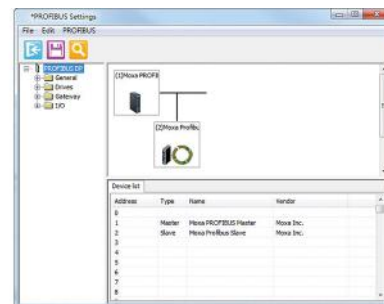 *PROFIBUS Settings
File Edit PROFIBUS
PROFIBUS DP
General
Drives
Gateway
I/O
(1)Moxa PROFI
(2)Moxa Profibu
Device list
Address Type Name Vendor
0
1 Master Moxa PROFIBUS Master Moxa Inc.
2 Slave Moxa Profibus Slave Moxa Inc.
3
4
5
6
7
8